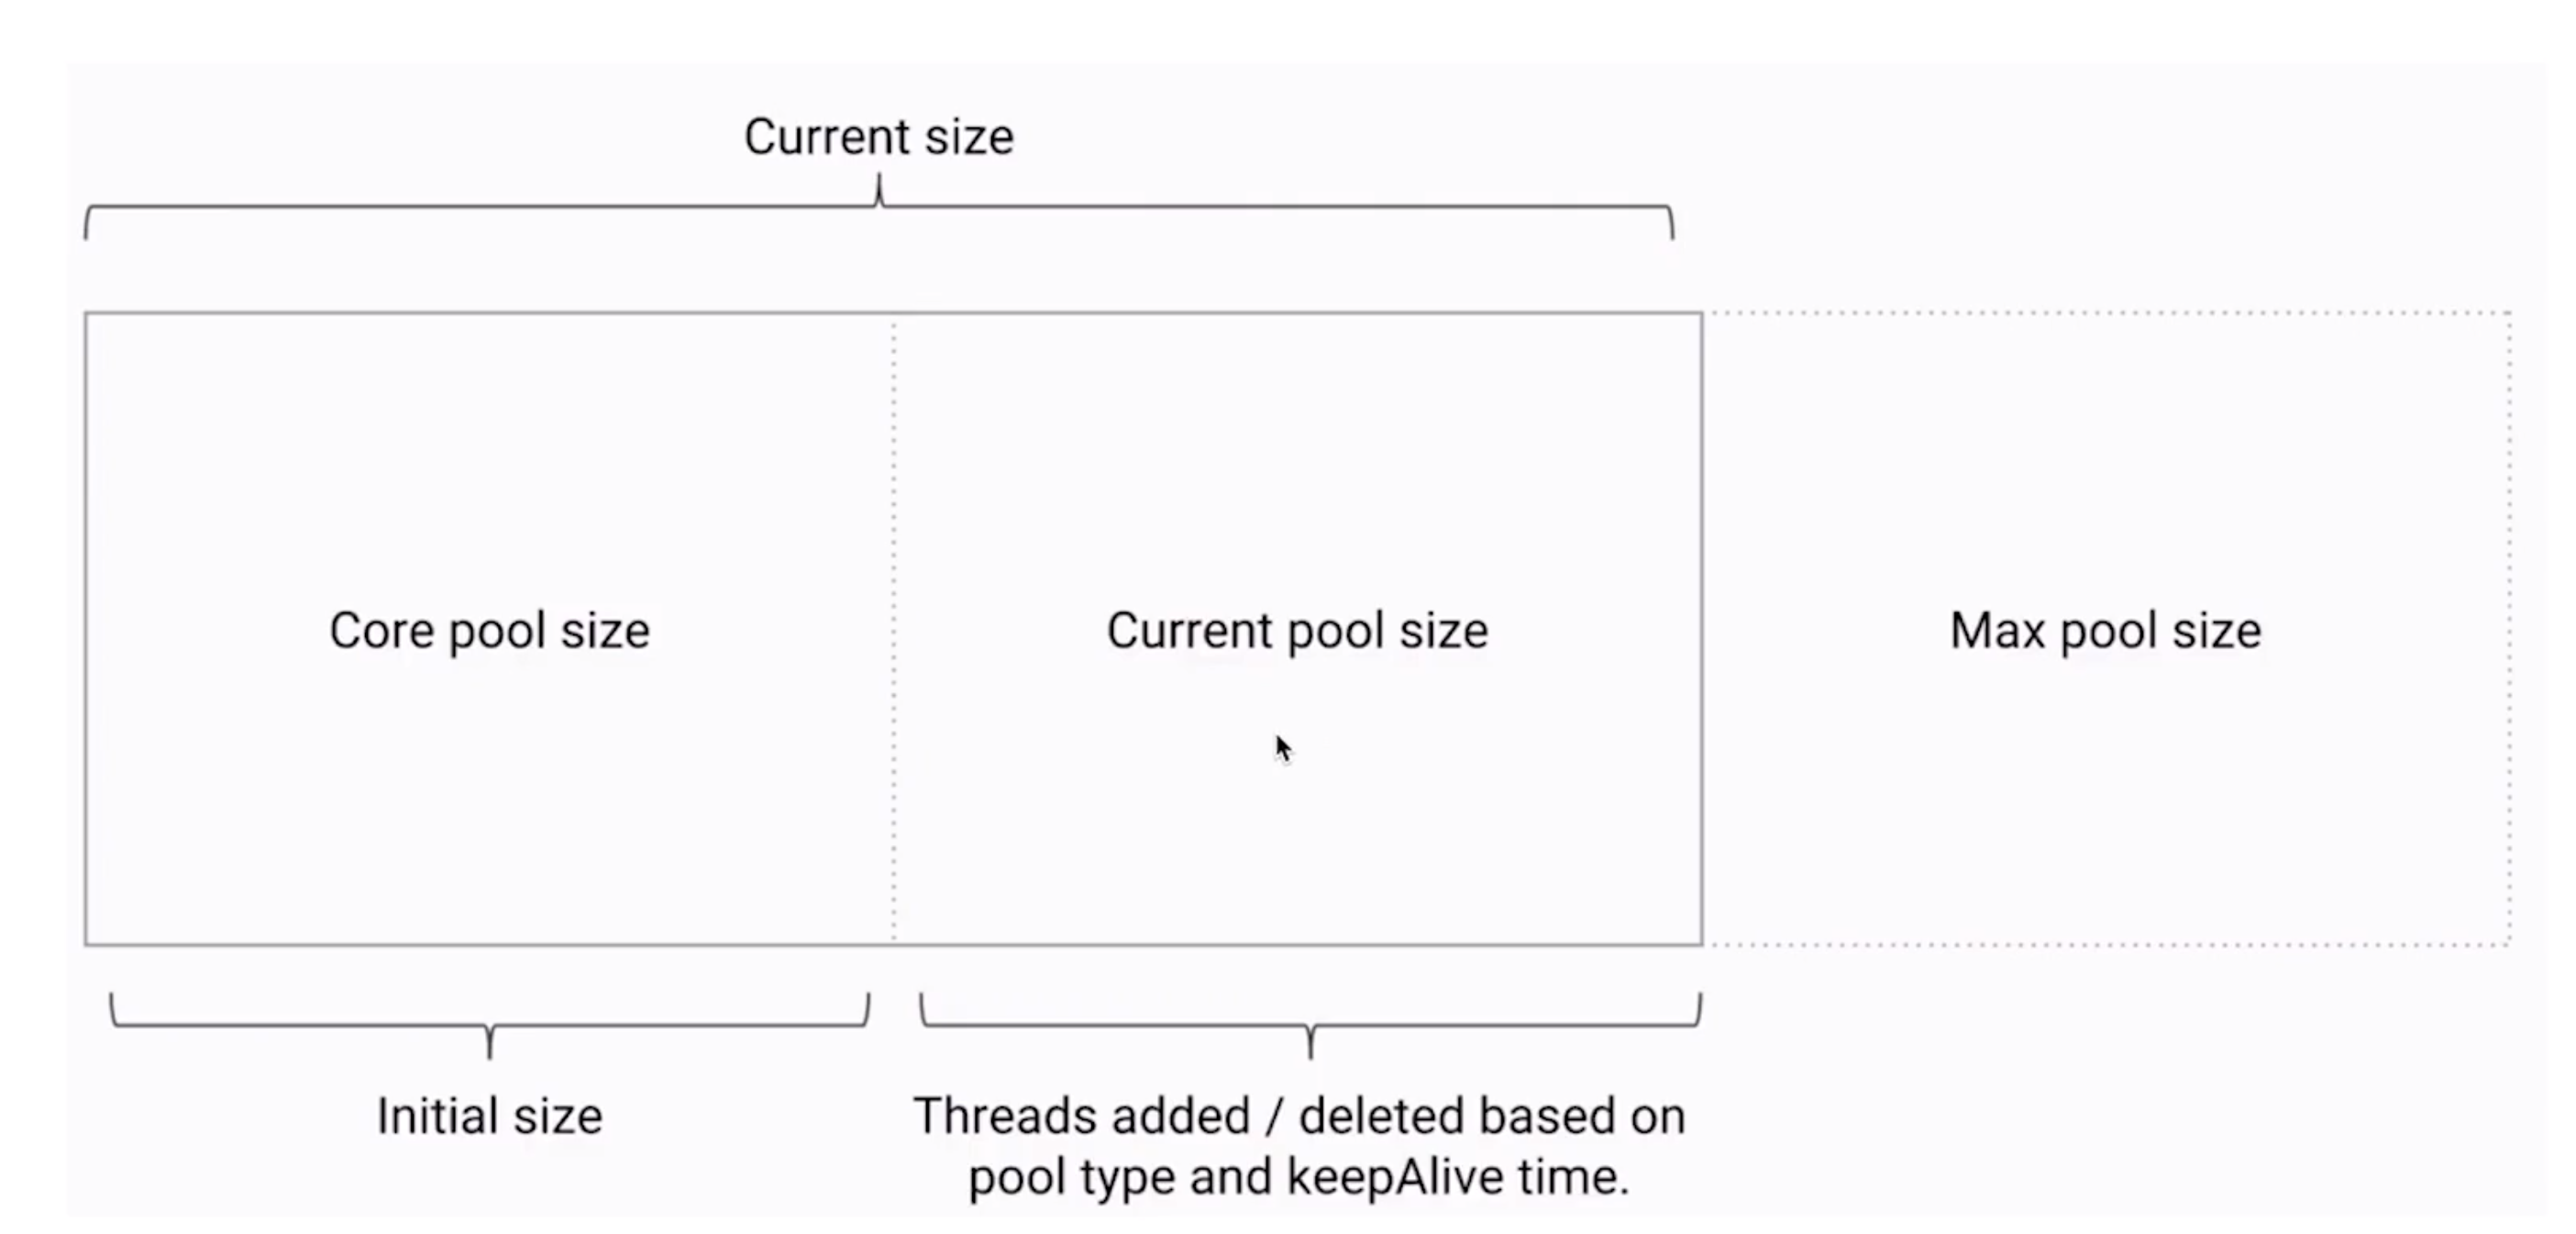 Current size
Core pool size
Current pool size
Max pool size
Initial size
Threads added / deleted based on
pool type and keepAlive time.